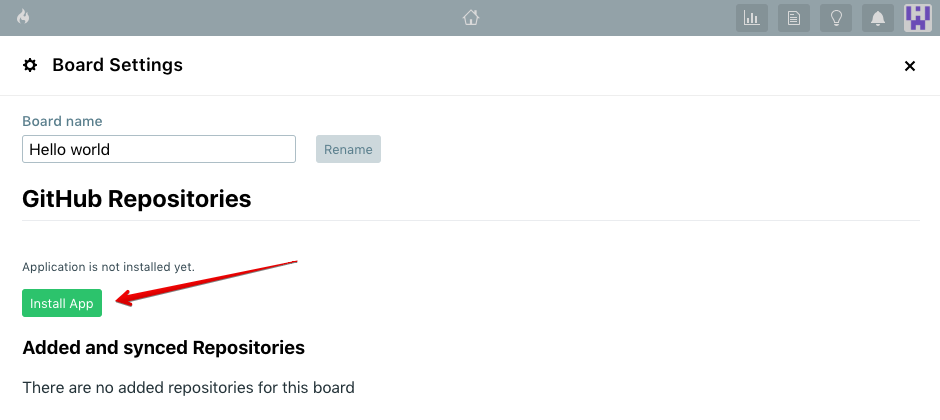 Board Settings
Board name
Hello world
Rename
GitHub Repositories
Application is not installed yet.
Install App
Added and synced Repositories
There are no added repositories for this board